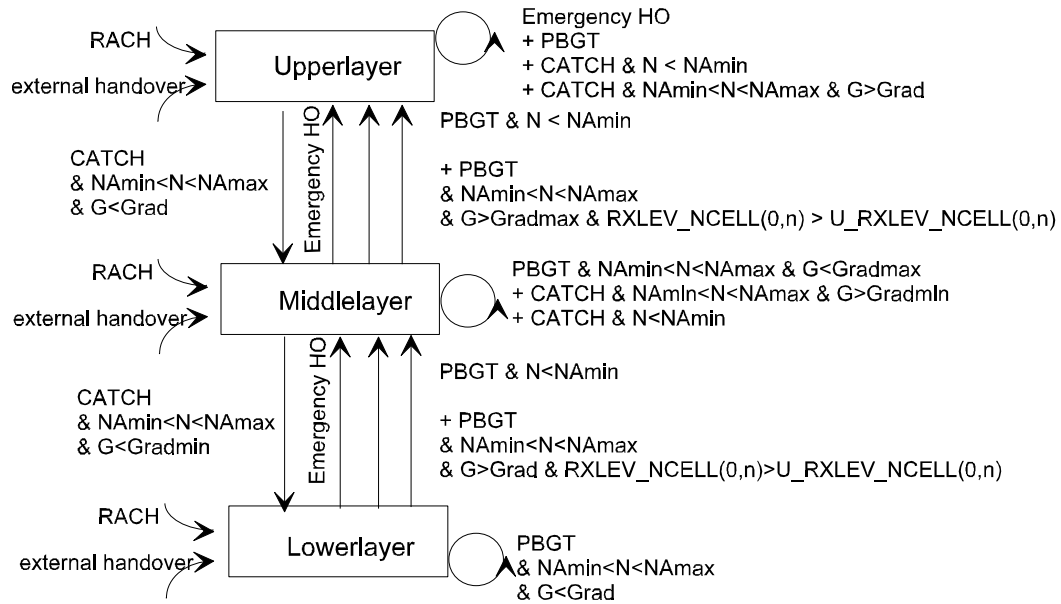 RACH
external handover
Upperlayer
Emergency HO
+ PBGT
+ CATCH & N < NAmin
+ CATCH & NAmin<N<NAmax & G>Grad
CATCH
& NAmin<N<NAmax
& G<Grad
Emergency HO
PBGT & N < NAmin
+ PBGT
& NAmin<N<NAmax
& G>Gradmax & RXLEV_NCELL(0,n) > U_RXLEV_NCELL(0,n)
RACH
external handover
Middlelayer
PBGT & NAmin<N<NAmax & G<Gradmax
+ CATCH & NAmIn<N<NAmax & G>GradmIn
+ CATCH & N<NAmin
CATCH
& NAmin<N<NAmax
& G<Gradmin
Emergency HO
PBGT & N<NAmin
+ PBGT
& NAmin<N<NAmax
& G>Grad & RXLEV_NCELL(0,n)>U_RXLEV_NCELL(0,n)
RACH
external handover
Lowerlayer
PBGT
& NAmin<N<NAmax
& G<Grad